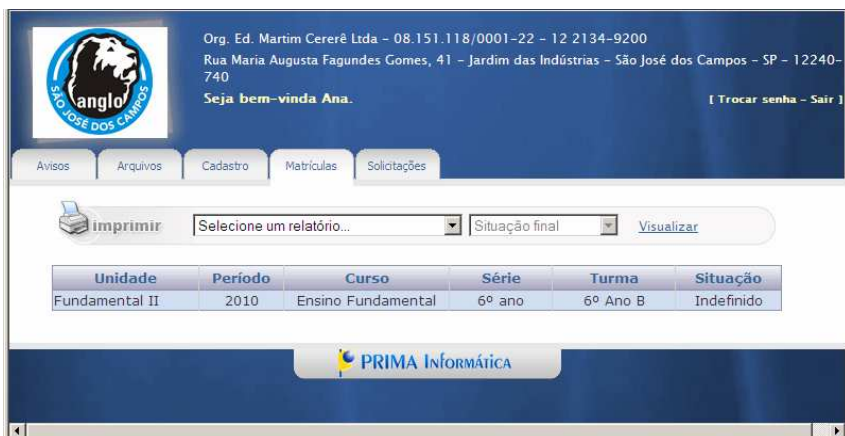 Org. Ed. Martim Cererê Ltda - 08.151.118/0001-22 - 12 2134-9200
Rua Maria Augusta Fagundes Gomes, 41 - Jardim das Indústrias - São José dos Campos - SP - 12240-
740
Seja bem-vinda Ana.
[ Trocar senha - Sair ]
anglo
SÃO JOSÉ DOS CAMPOS
Avisos Arquivos Cadastro Matrículas Solicitações
imprimir Selecione um relatório... Situação final Visualizar
Unidade Período Curso Série Turma Situação
Fundamental II 2010 Ensino Fundamental 6º ano 6º Ano B Indefinido
PRIMA INFORMÁTICA